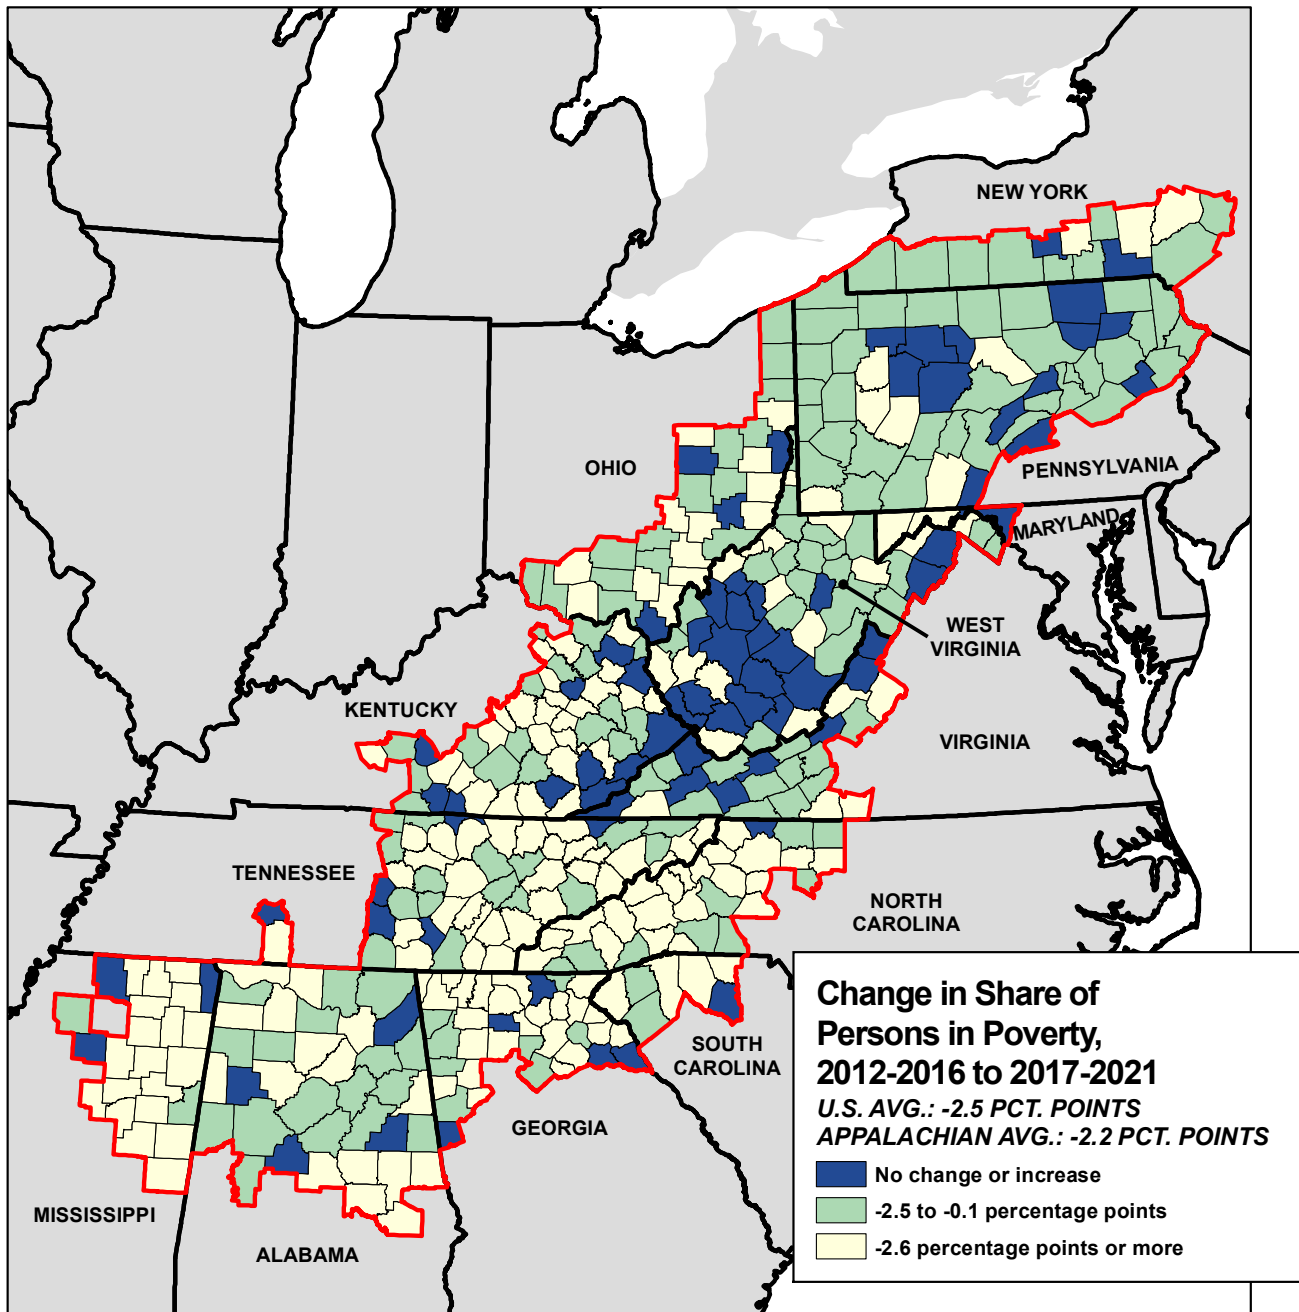 NEW YORK
OHIO
PENNSYLVANIA
MARYLAND
WEST
VIRGINIA
KENTUCKY
VIRGINIA
TENNESSEE
NORTH
CAROLINA
SOUTH
CAROLINA
GEORGIA
MISSISSIPPI
ALABAMA
Change in Share of
Persons in Poverty,
2012-2016 to 2017-2021
U.S. AVG.: -2.5 PCT. POINTS
APPALACHIAN AVG.: -2.2 PCT. POINTS
No change or increase
-2.5 to -0.1 percentage points
-2.6 percentage points or more